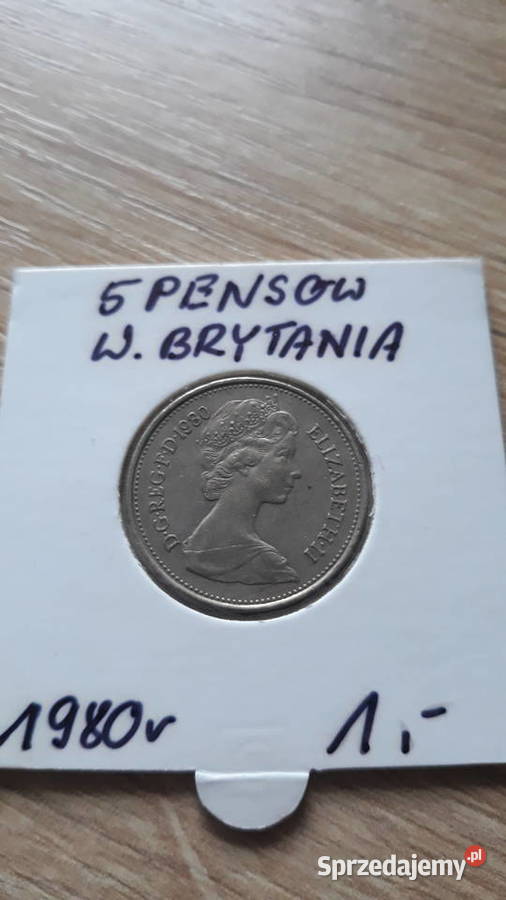 5 PENSOW
W. BRYTANIA
D·G·REG·F·D·1980 ELIZABETH·II
1980r 1,-
Sprzedajemy.pl